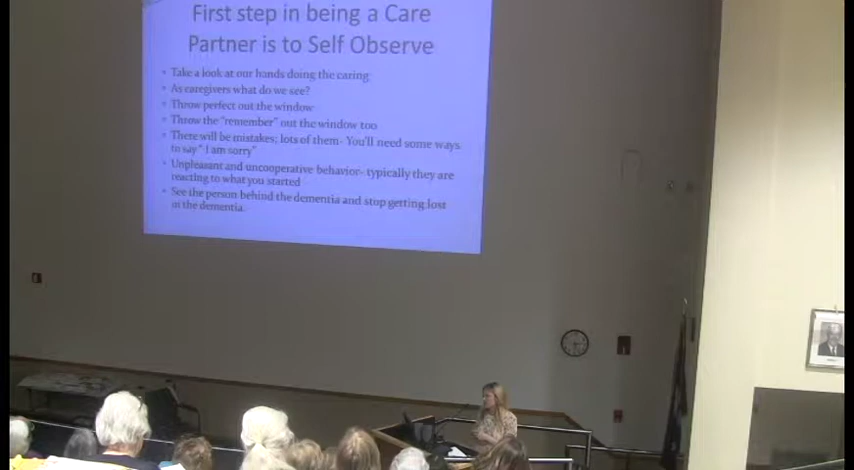 First step in being a Care
Partner is to Self Observe
• Take a look at our hands doing the caring
• As caregivers what do we see?
• Throw perfect out the window
• Throw the "remember" out the window too
• There will be mistakes; lots of them- You'll need some ways
to say " I am sorry"
• Unpleasant and uncooperative behavior- typically they are
reacting to what you started
• See the person behind the dementia and stop getting lost
in the dementia.